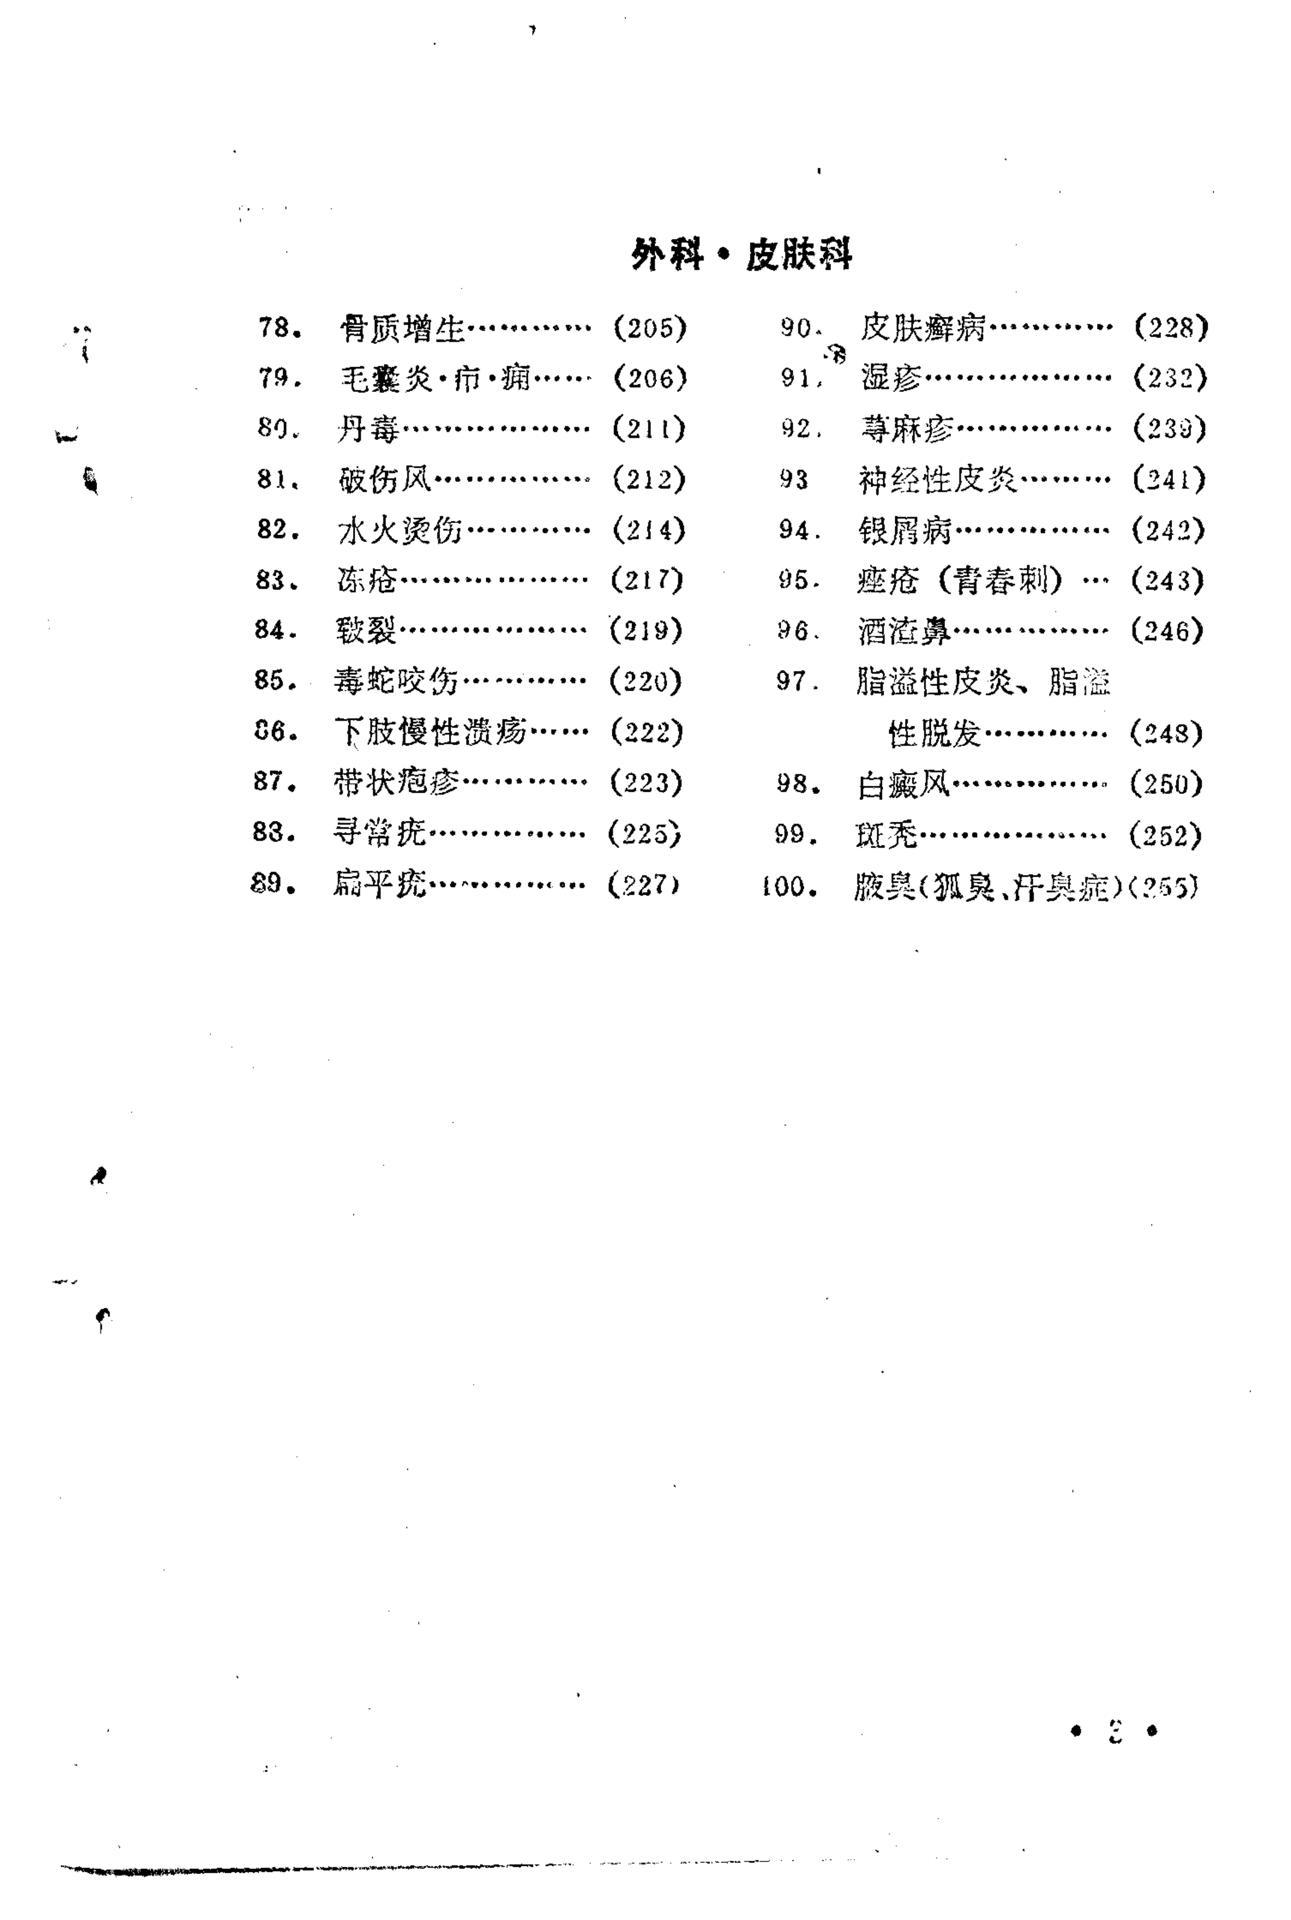 外科·皮肤科
78. 骨质增生………… (205)
79. 毛囊炎·疖·痈…… (206)
80. 丹毒……………… (211)
81. 破伤风…………… (212)
82. 水火烫伤………… (214)
83. 冻疮……………… (217)
84. 皲裂……………… (219)
85. 毒蛇咬伤………… (220)
86. 下肢慢性溃疡…… (222)
87. 带状疱疹………… (223)
88. 寻常疣…………… (225)
89. 扁平疣…………… (227)
90. 皮肤癣病………… (228)
91. 湿疹……………… (232)
92. 荨麻疹…………… (239)
93 神经性皮炎……… (241)
94. 银屑病…………… (242)
95. 痤疮（青春刺）… (243)
96. 酒渣鼻…………… (246)
97. 脂溢性皮炎、脂溢
性脱发………… (248)
98. 白癜风…………… (250)
99. 斑秃……………… (252)
100. 腋臭(狐臭、汗臭症)(255)